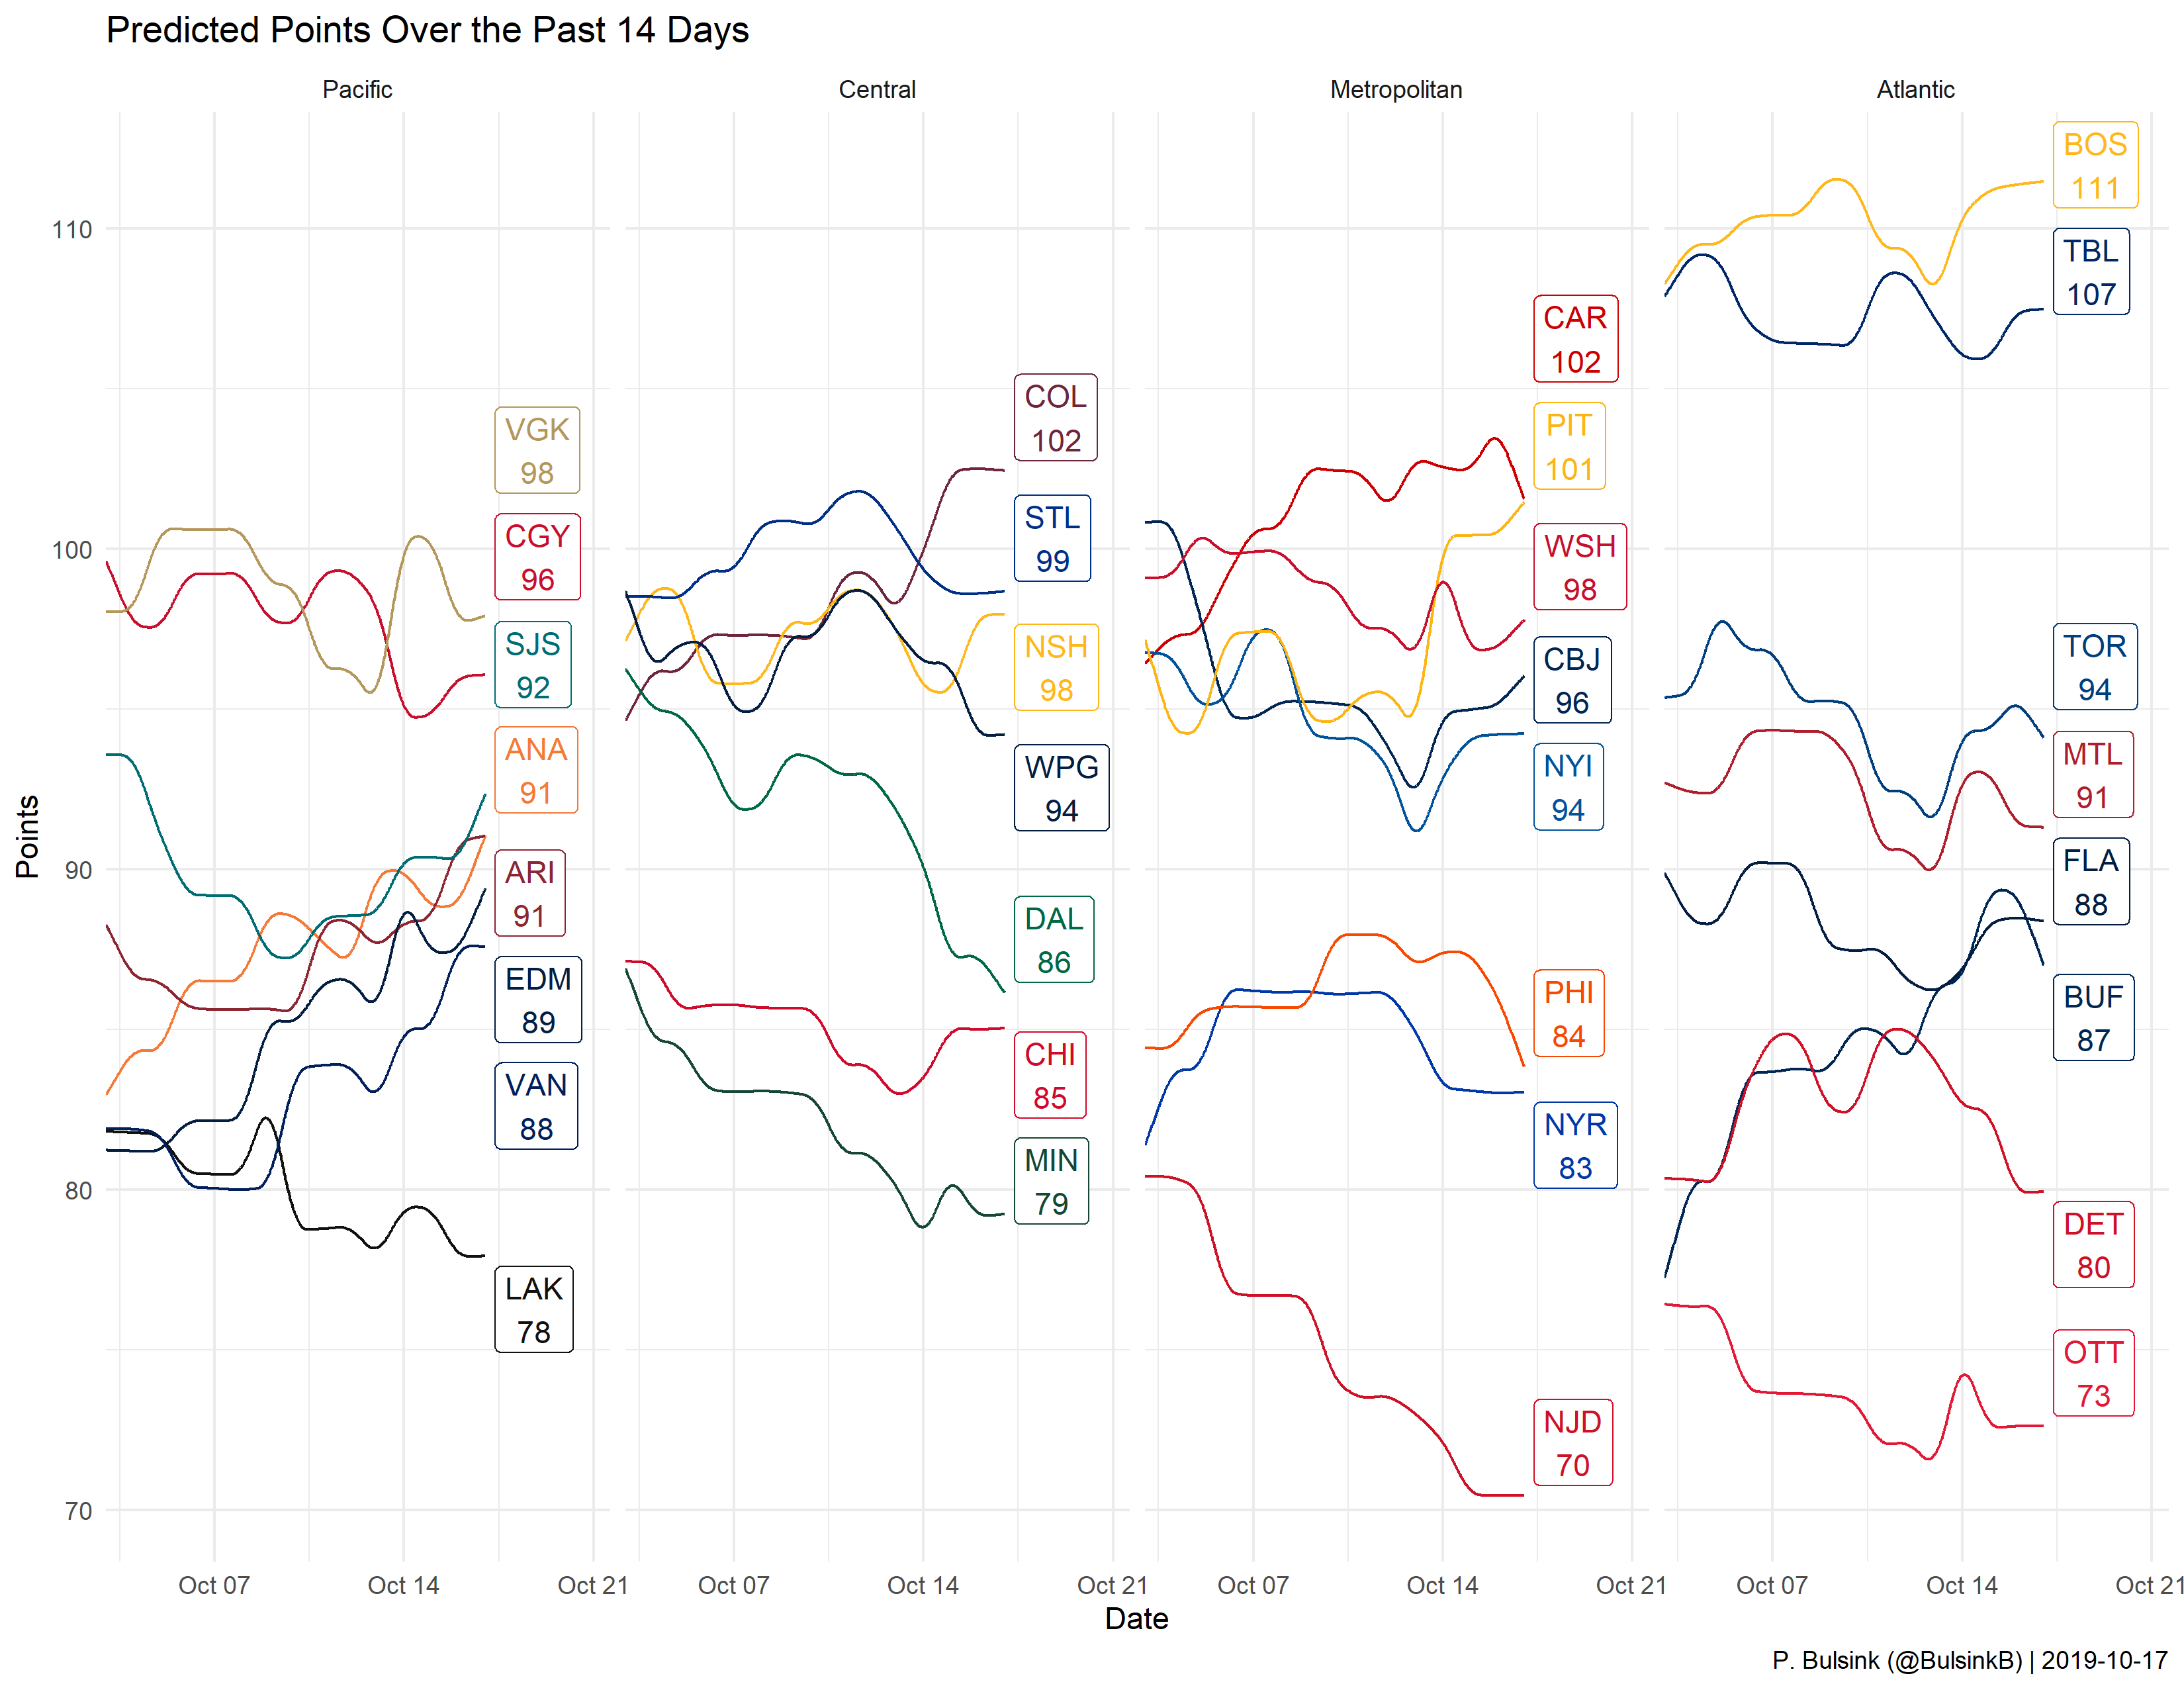 Predicted Points Over the Past 14 Days
Pacific
Central
Metropolitan
Atlantic
Points
110
100
90
80
70
VGK
98
CGY
96
SJS
92
ANA
91
ARI
91
EDM
89
VAN
88
LAK
78
COL
102
STL
99
NSH
98
WPG
94
DAL
86
CHI
85
MIN
79
CAR
102
PIT
101
WSH
98
CBJ
96
NYI
94
PHI
84
NYR
83
NJD
70
BOS
111
TBL
107
TOR
94
MTL
91
FLA
88
BUF
87
DET
80
OTT
73
Oct 07
Oct 14
Oct 21
Oct 07
Oct 14
Oct 21
Oct 07
Oct 14
Oct 21
Oct 07
Oct 14
Oct 21
Date
P. Bulsink (@BulsinkB) | 2019-10-17